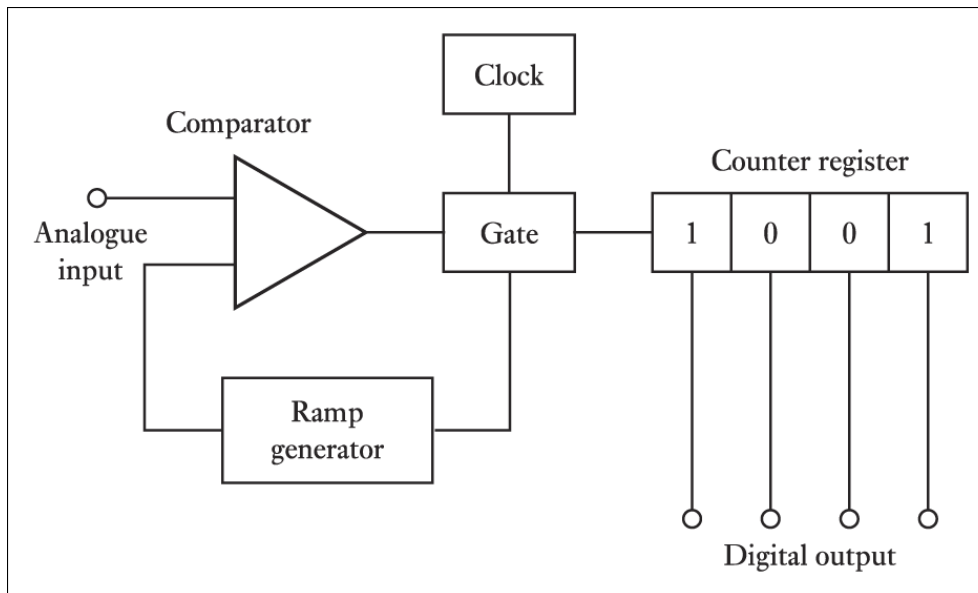 Clock
Comparator
Counter register
Analogue
input
Gate
1 0 0 1
Ramp
generator
Digital output